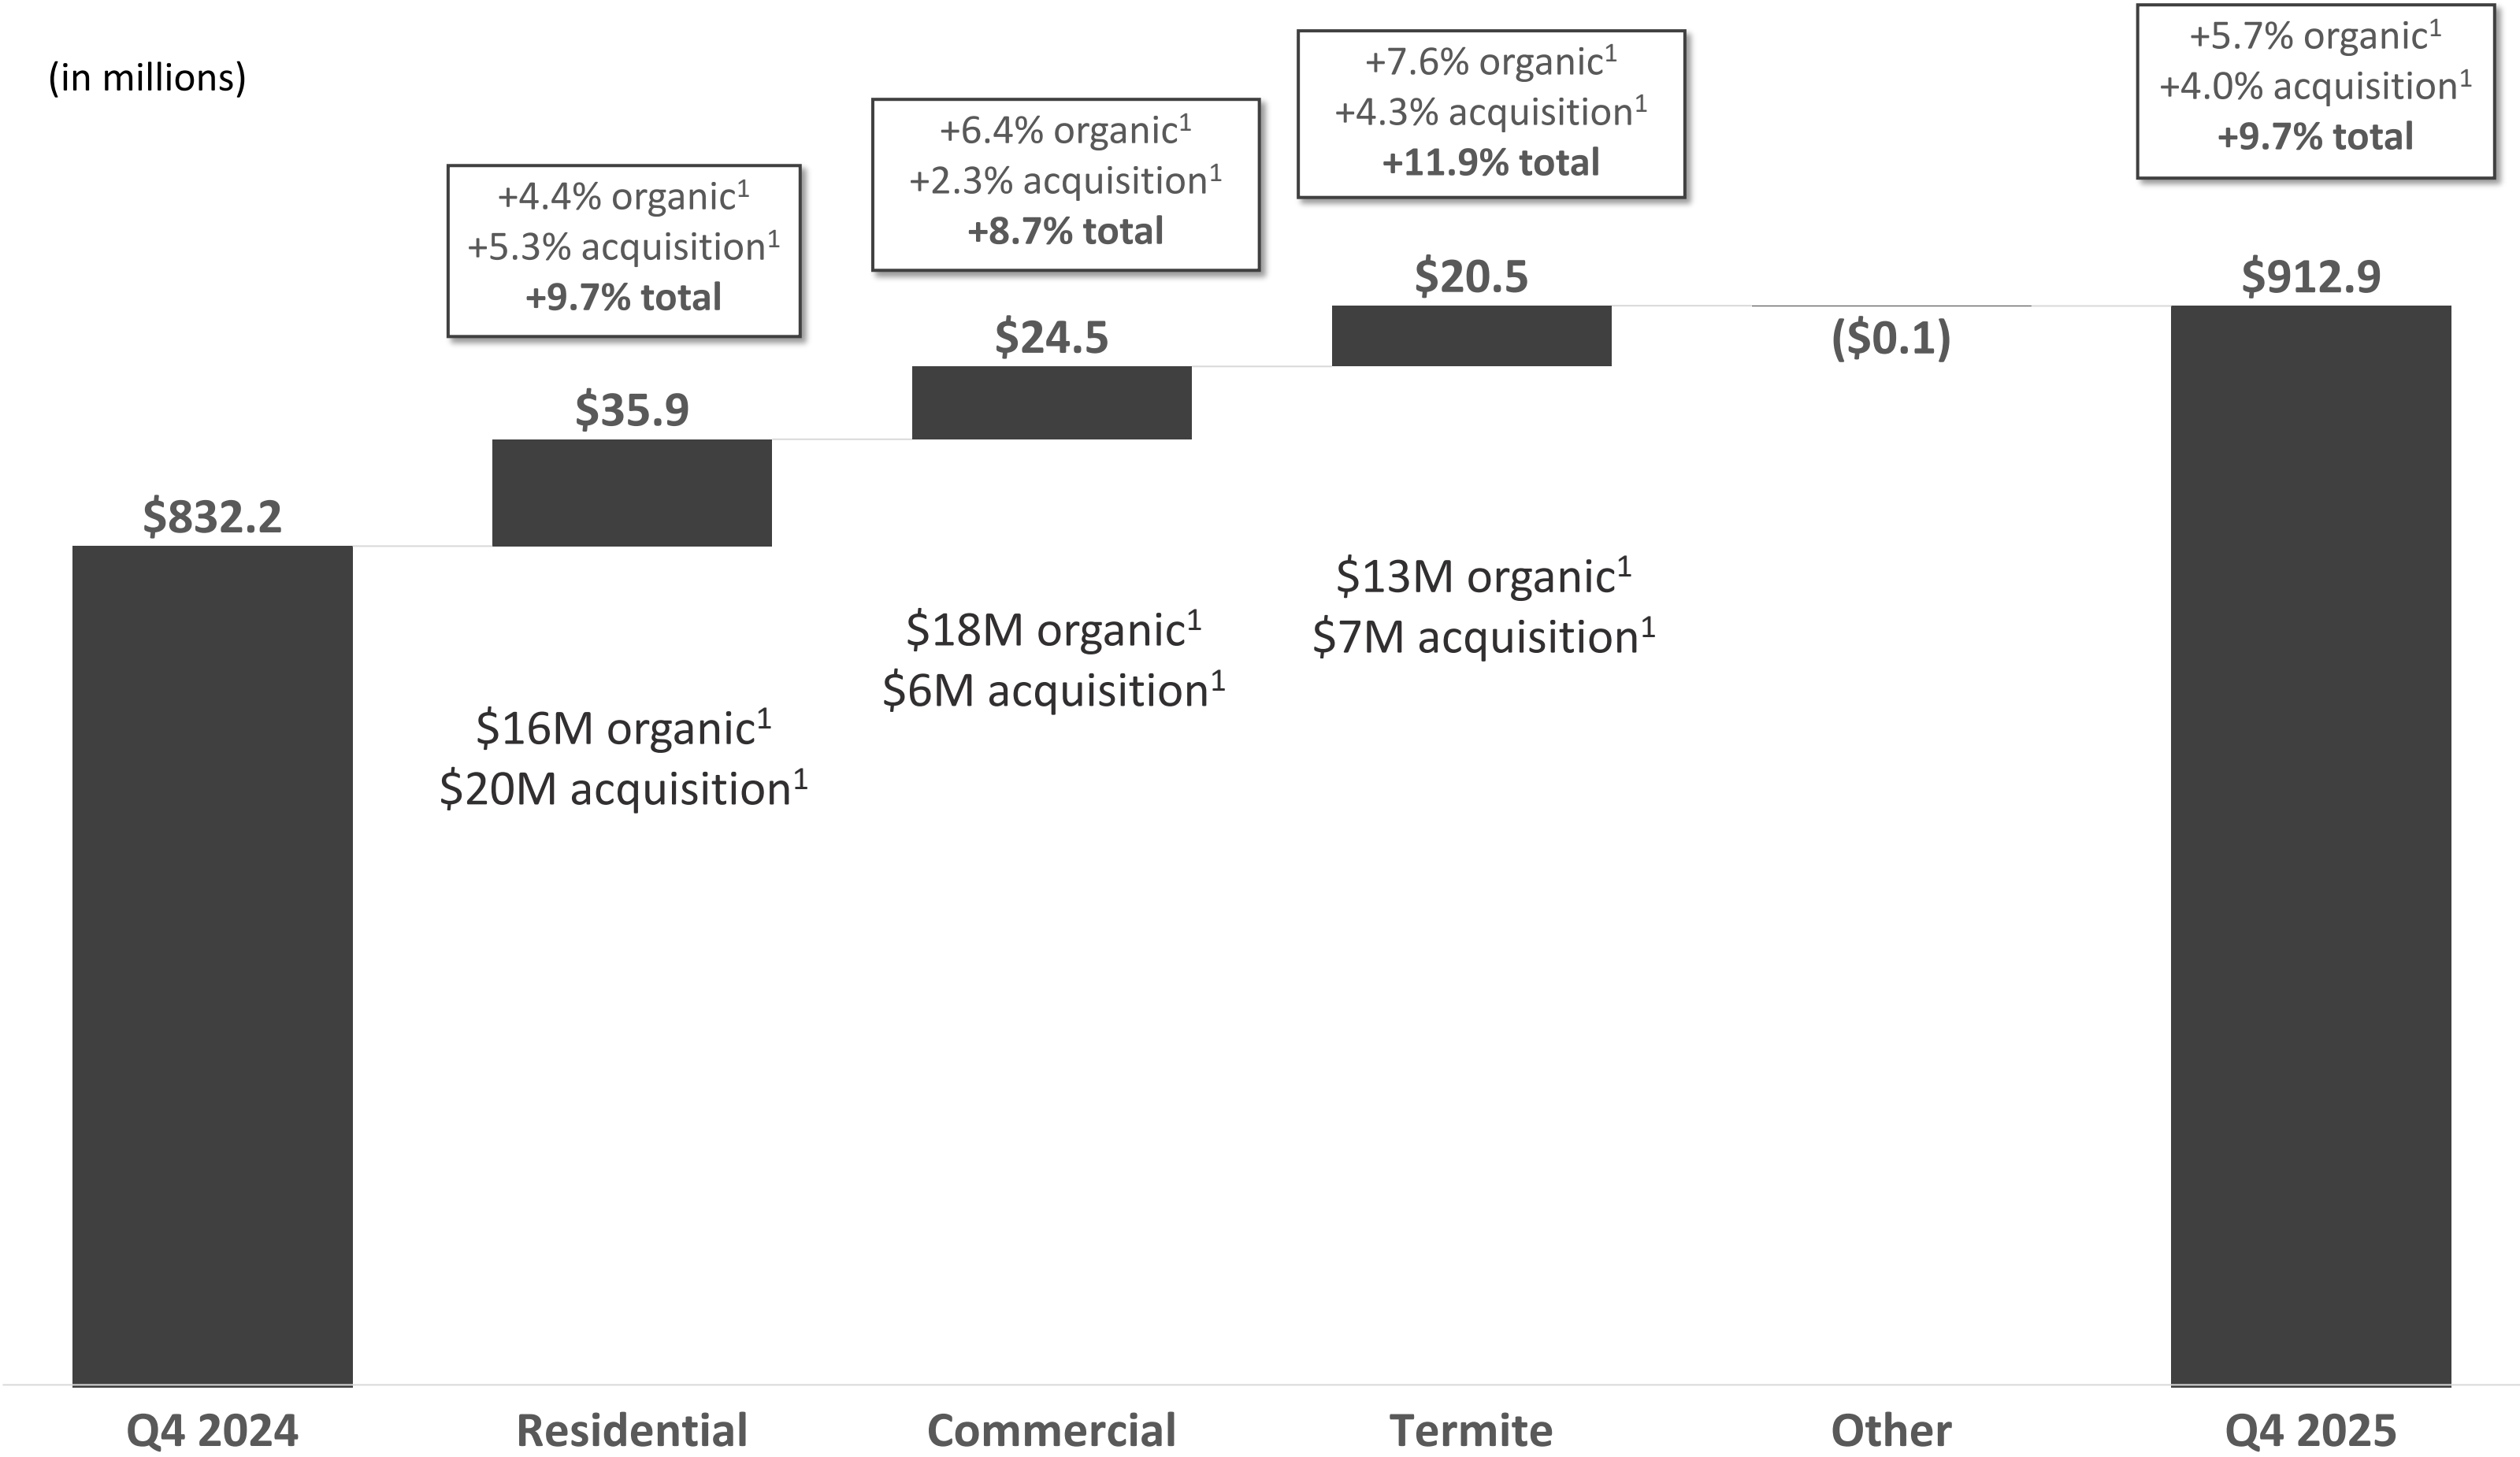 (in millions)
+4.4% organic¹
+5.3% acquisition¹
+9.7% total
+6.4% organic¹
+2.3% acquisition¹
+8.7% total
+7.6% organic¹
+4.3% acquisition¹
+11.9% total
+5.7% organic¹
+4.0% acquisition¹
+9.7% total
$832.2
$35.9
$24.5
$20.5
($0.1)
$912.9
$16M organic¹
$20M acquisition¹
$18M organic¹
$6M acquisition¹
$13M organic¹
$7M acquisition¹
Q4 2024
Residential
Commercial
Termite
Other
Q4 2025